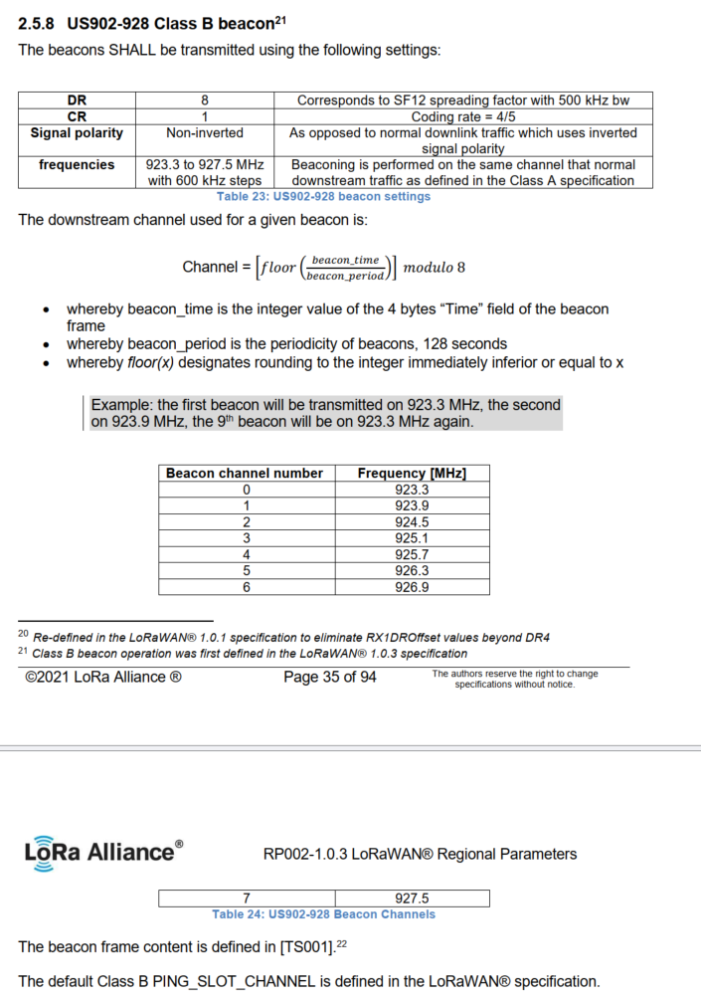 2.5.8 US902-928 Class B beacon21
The beacons SHALL be transmitted using the following settings:
DR 8 Corresponds to SF12 spreading factor with 500 kHz bw
CR 1 Coding rate = 4/5
Signal polarity Non-inverted As opposed to normal downlink traffic which uses inverted
signal polarity
frequencies 923.3 to 927.5 MHz Beaconing is performed on the same channel that normal
with 600 kHz steps downstream traffic as defined in the Class A specification
Table 23: US902-928 beacon settings
The downstream channel used for a given beacon is:
Channel = [floor (beacon_time/beacon_period)] modulo 8
• whereby beacon_time is the integer value of the 4 bytes “Time” field of the beacon
frame
• whereby beacon_period is the periodicity of beacons, 128 seconds
• whereby floor(x) designates rounding to the integer immediately inferior or equal to x
Example: the first beacon will be transmitted on 923.3 MHz, the second
on 923.9 MHz, the 9th beacon will be on 923.3 MHz again.
Beacon channel number Frequency [MHz]
0 923.3
1 923.9
2 924.5
3 925.1
4 925.7
5 926.3
6 926.9
20 Re-defined in the LoRaWAN® 1.0.1 specification to eliminate RX1DROffset values beyond DR4
21 Class B beacon operation was first defined in the LoRaWAN® 1.0.3 specification
©2021 LoRa Alliance ® Page 35 of 94 The authors reserve the right to change
specifications without notice.
LoRa Alliance® RP002-1.0.3 LoRaWAN® Regional Parameters
7 927.5
Table 24: US902-928 Beacon Channels
The beacon frame content is defined in [TS001].22
The default Class B PING_SLOT_CHANNEL is defined in the LoRaWAN® specification.